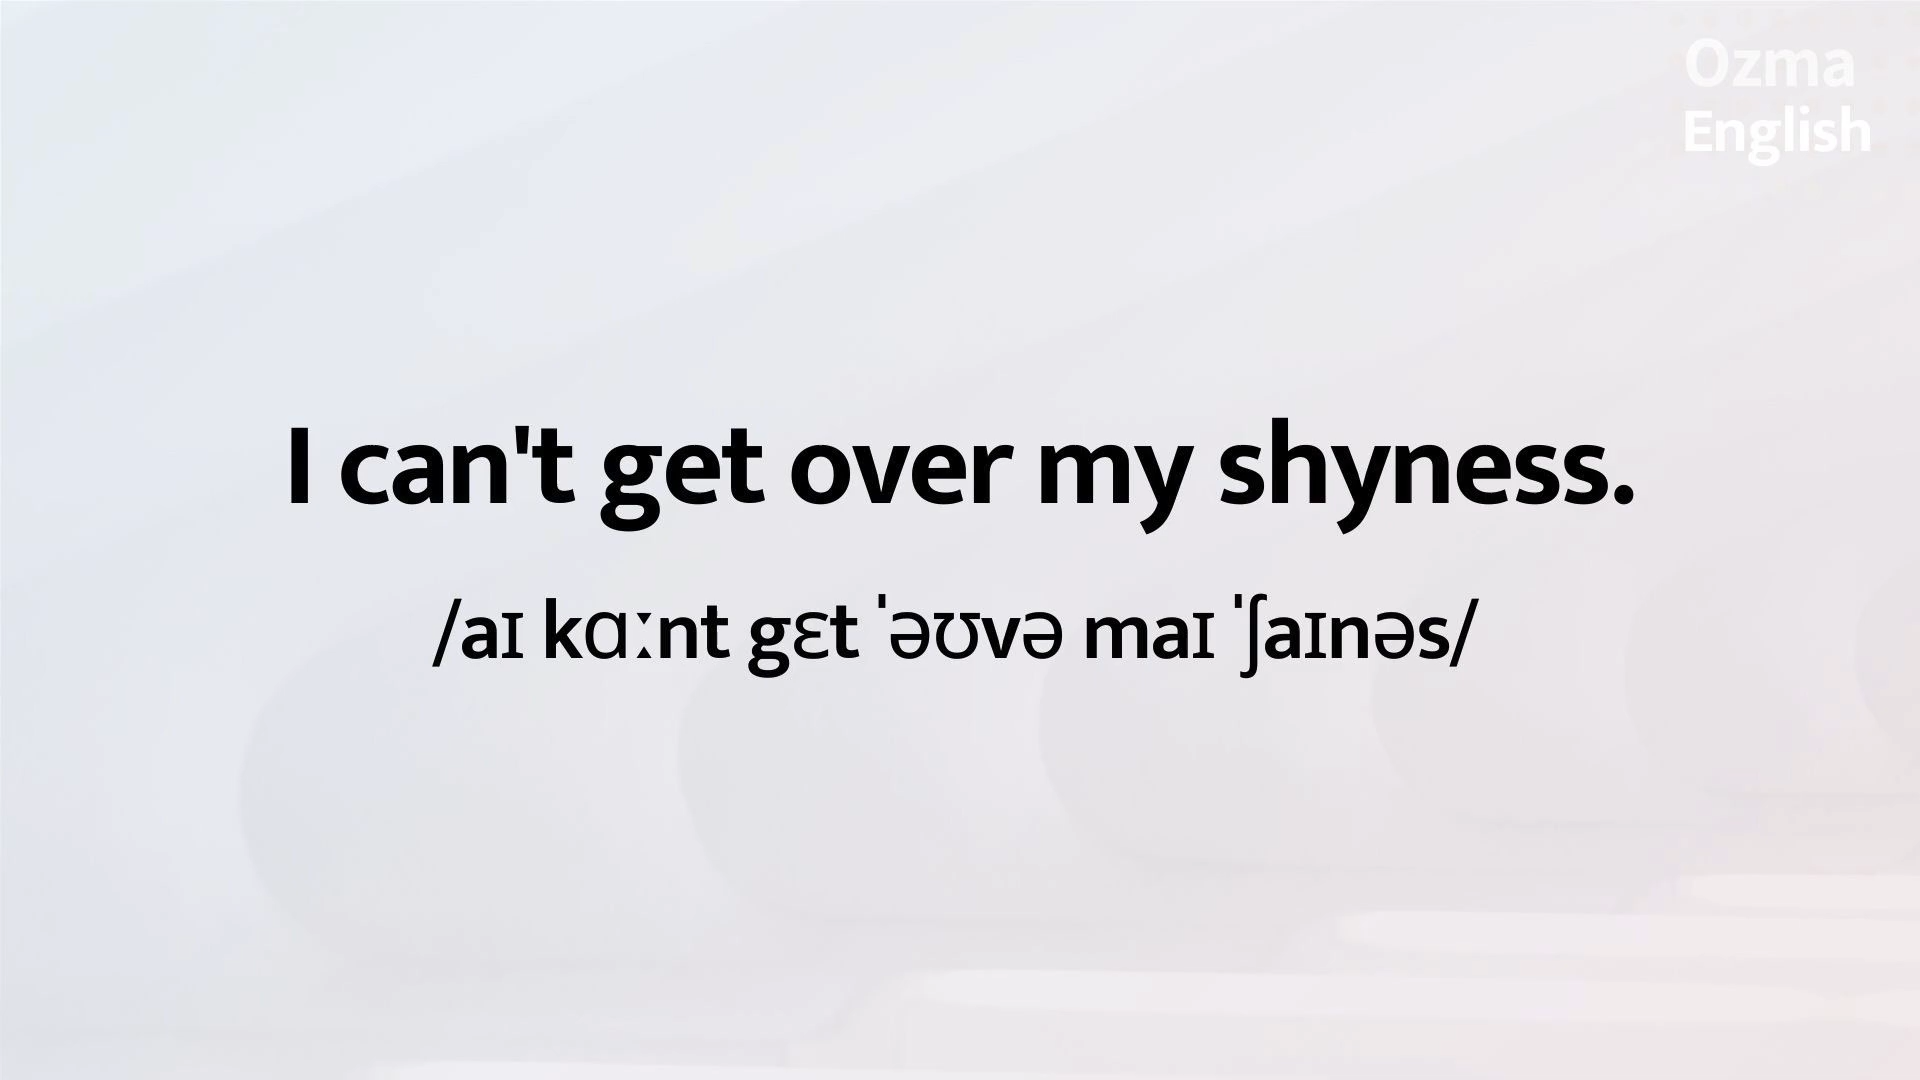 Ozma
English
I can't get over my shyness.
/aɪ kɑːnt gɛt ˈəʊvə maɪ ˈʃaɪnəs/